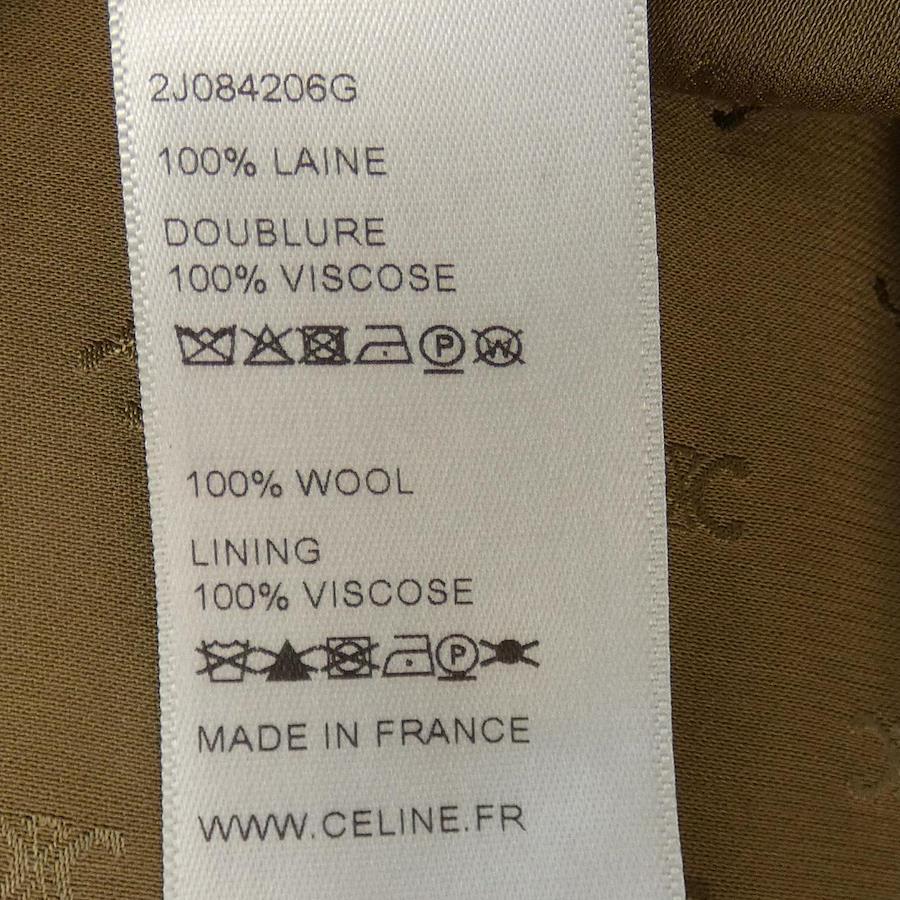 2J084206G
100% LAINE
DOUBLURE
100% VISCOSE
P W
100% WOOL
LINING
100% VISCOSE
P
MADE IN FRANCE
WWW.CELINE.FR